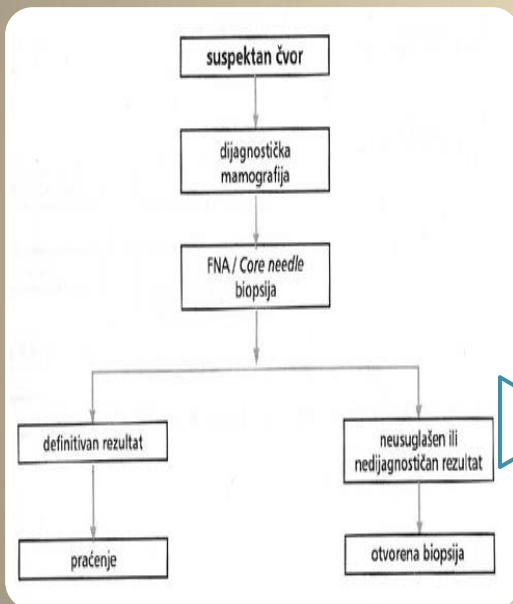 suspektan čvor
dijagnostička
mamografija
FNA / Core needle
biopsija
definitivan rezultat
neusuglašen ili
nedijagnostičan rezultat
praćenje
otvorena biopsija